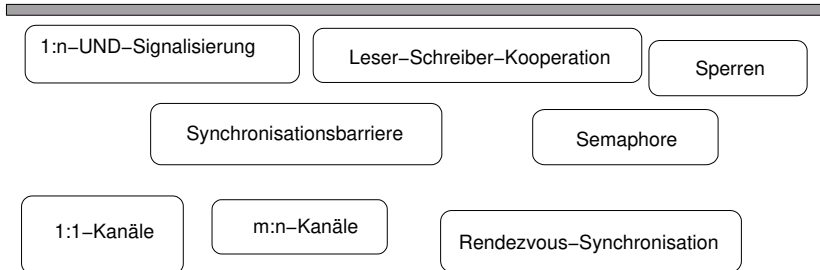 1:n−UND−Signalisierung
Leser−Schreiber−Kooperation
Sperren
Synchronisationsbarriere
Semaphore
1:1−Kanäle
m:n−Kanäle
Rendezvous−Synchronisation